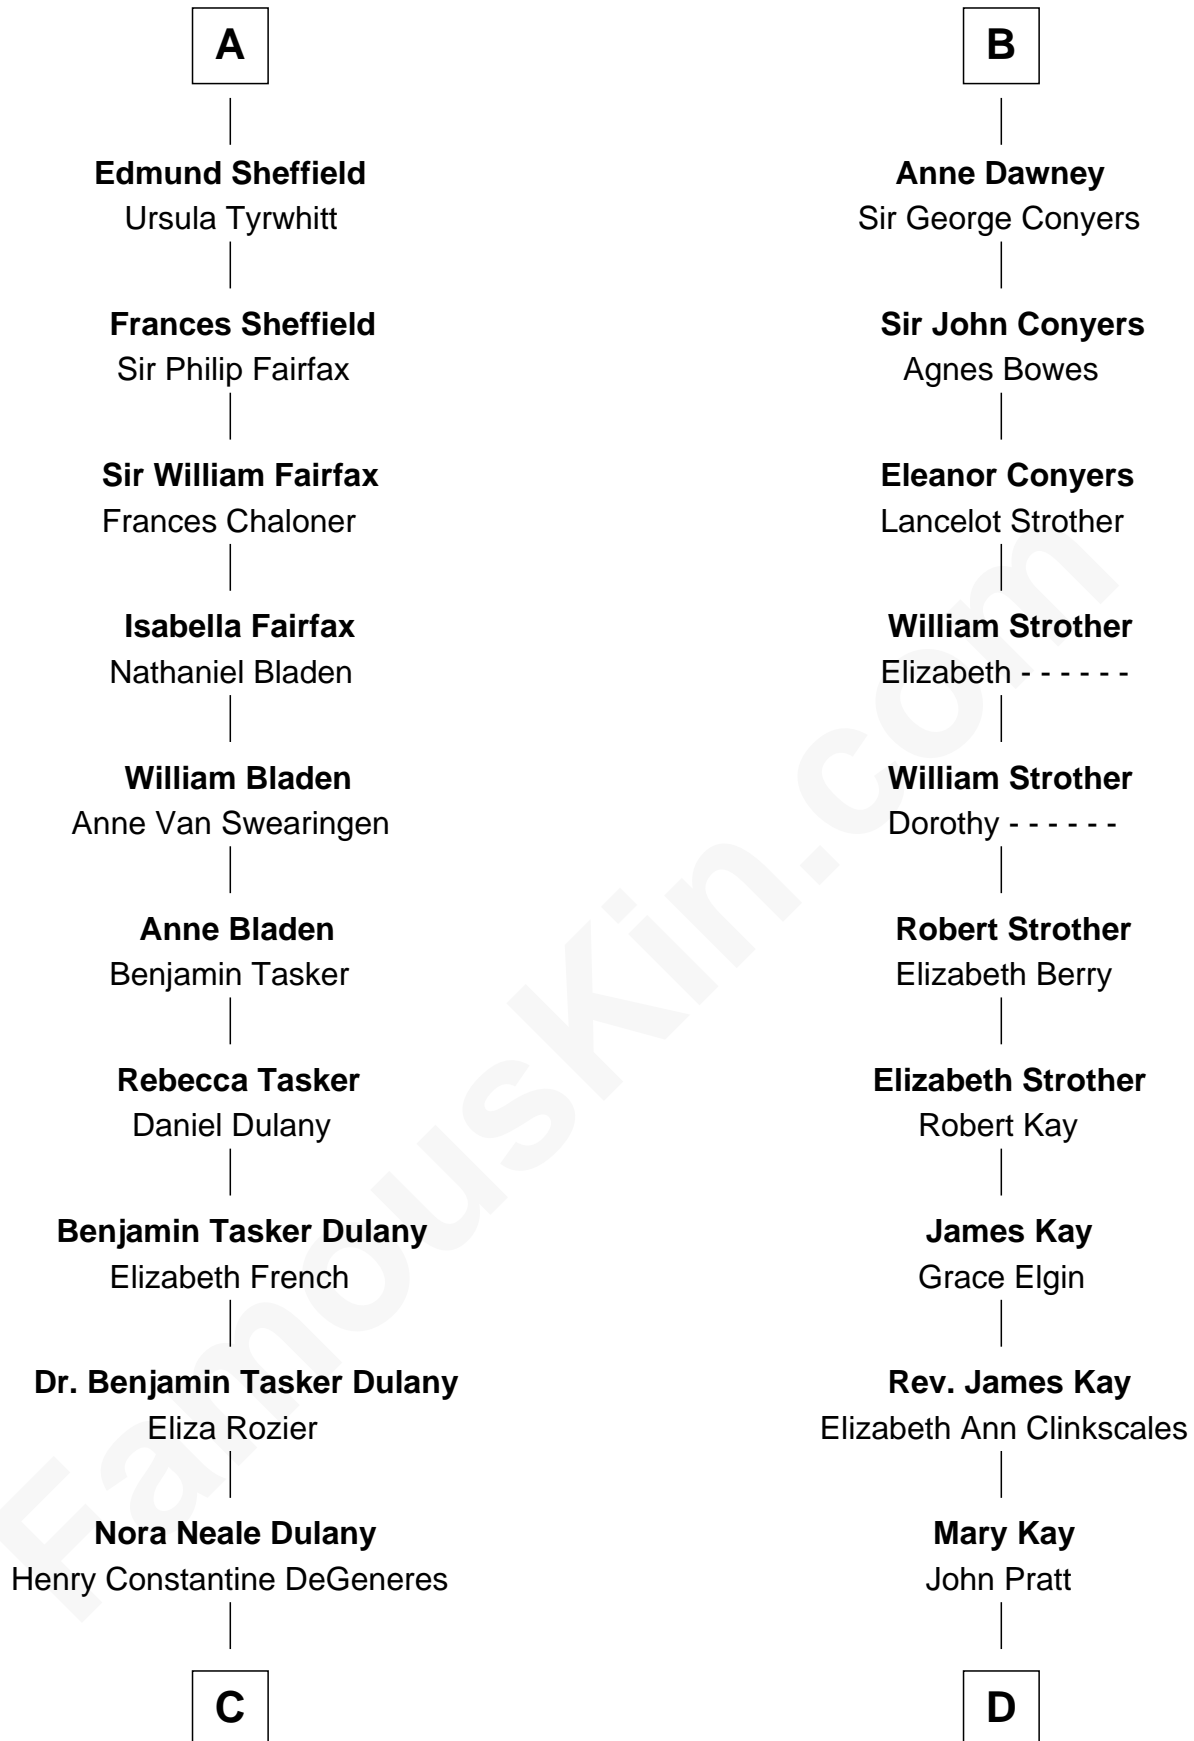 A
Edmund Sheffield
Ursula Tyrwhitt
Frances Sheffield
Sir Philip Fairfax
Sir William Fairfax
Frances Chaloner
Isabella Fairfax
Nathaniel Bladen
William Bladen
Anne Van Swearingen
Anne Bladen
Benjamin Tasker
Rebecca Tasker
Daniel Dulany
Benjamin Tasker Dulany
Elizabeth French
Dr. Benjamin Tasker Dulany
Eliza Rozier
Nora Neale Dulany
Henry Constantine DeGeneres
C
B
Anne Dawney
Sir George Conyers
Sir John Conyers
Agnes Bowes
Eleanor Conyers
Lancelot Strother
William Strother
Elizabeth - - - - - -
William Strother
Dorothy - - - - - -
Robert Strother
Elizabeth Berry
Elizabeth Strother
Robert Kay
James Kay
Grace Elgin
Rev. James Kay
Elizabeth Ann Clinkscales
Mary Kay
John Pratt
D
FamousKin.com